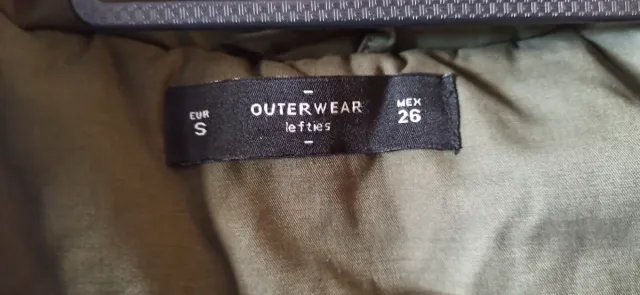 EUR
S
OUTERWEAR
lefties
MEX
26